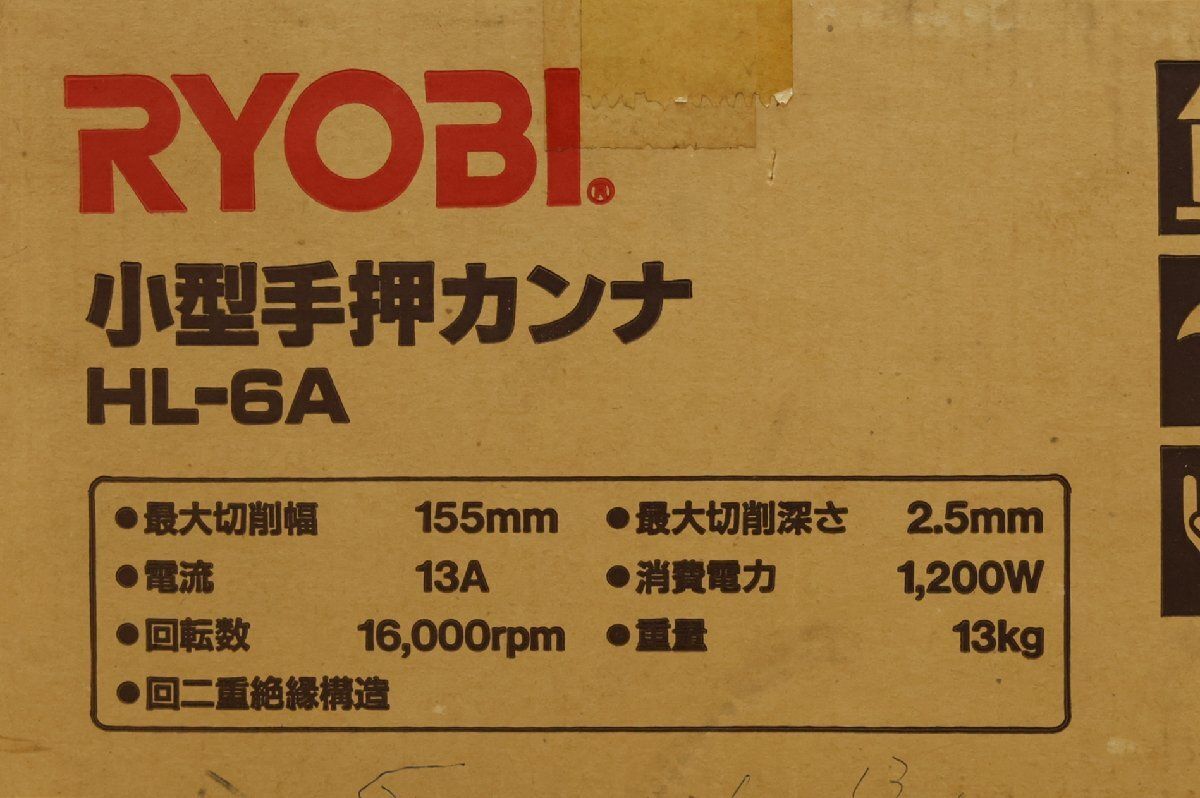 RYOBI®
小型手押カンナ
HL-6A
●最大切削幅 155mm ●最大切削深さ 2.5mm
●電流 13A ●消費電力 1,200W
●回転数 16,000rpm ●重量 13kg
●回二重絶縁構造
13